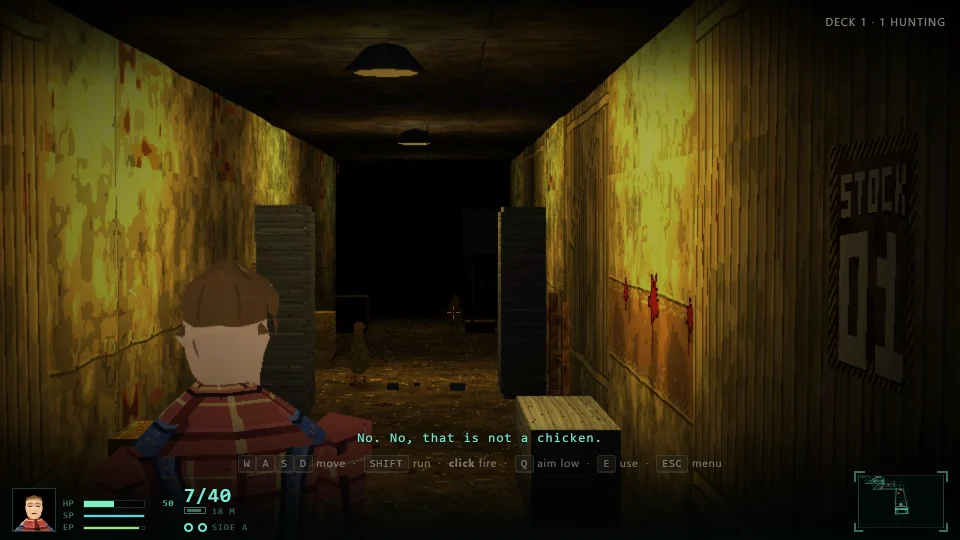 DECK 1 · 1 HUNTING
STOCK
01
No. No, that is not a chicken.
W A S D move · SHIFT run · click fire · Q aim low · E use · ESC menu
HP 50 7/40
SP 18 M
EP SIDE A